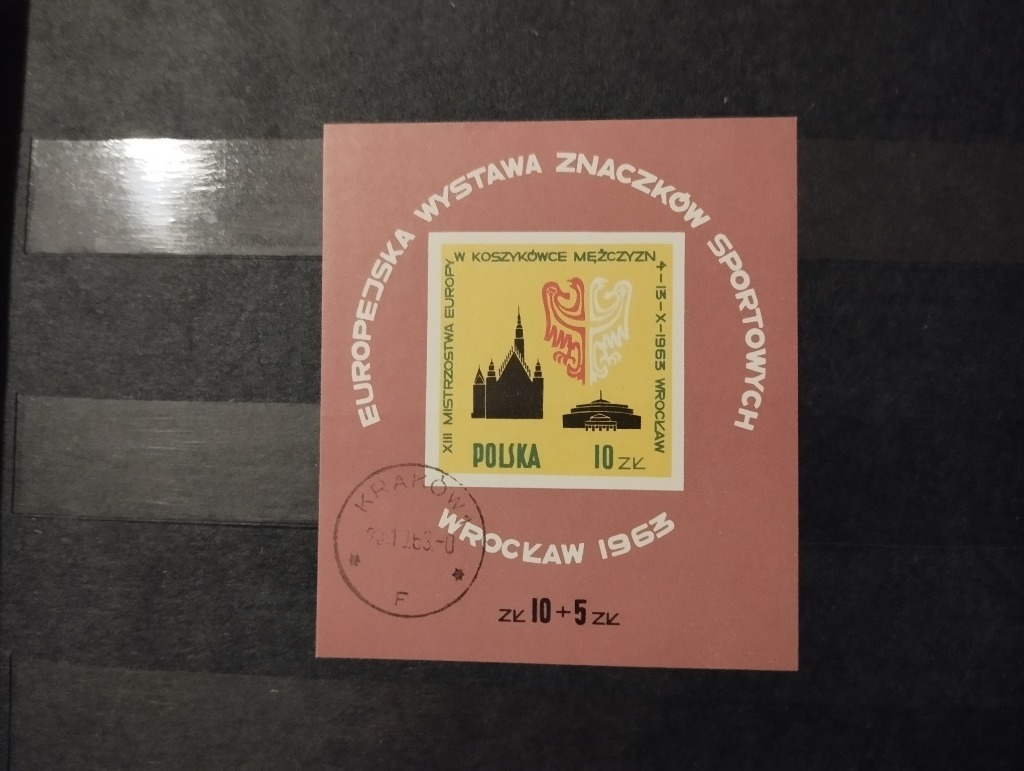 EUROPEJSKA WYSTAWA ZNACZKÓW SPORTOWYCH
XIII MISTRZOSTWA EUROPY
W KOSZYKÓWCE MĘŻCZYZN
4-13-X-1963 WROCŁAW
POLSKA 10 ZŁ
WROCŁAW 1963
KRAKÓW
F
ZŁ 10+5 ZŁ